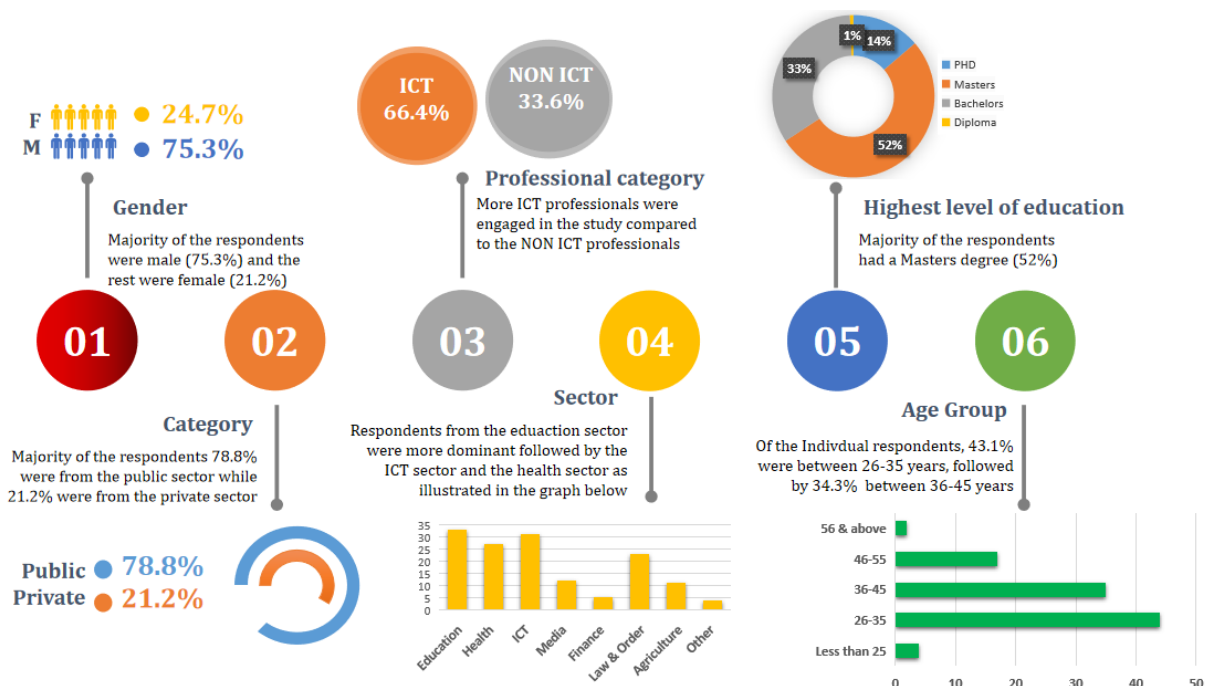 F
24.7%
M
75.3%
Gender
Majority of the respondents
were male (75.3%) and the
rest were female (21.2%)
01
02
Category
Majority of the respondents 78.8%
were from the public sector while
21.2% were from the private sector
Public
78.8%
Private
21.2%
ICT
66.4%
NON ICT
33.6%
Professional category
More ICT professionals were
engaged in the study compared
to the NON ICT professionals
03
04
Sector
Respondents from the eduaction sector
were more dominant followed by the
ICT sector and the health sector as
illustrated in the graph below
35
30
25
20
15
10
5
0
Education
Health
ICT
Media
Finance
Law & Order
Agriculture
Other
1%
14%
33%
52%
PHD
Masters
Bachelors
Diploma
Highest level of education
Majority of the respondents
had a Masters degree (52%)
05
06
Age Group
Of the Indivdual respondents, 43.1%
were between 26-35 years, followed
by 34.3%  between 36-45 years
56 & above
46-55
36-45
26-35
Less than 25
0
10
20
30
40
50